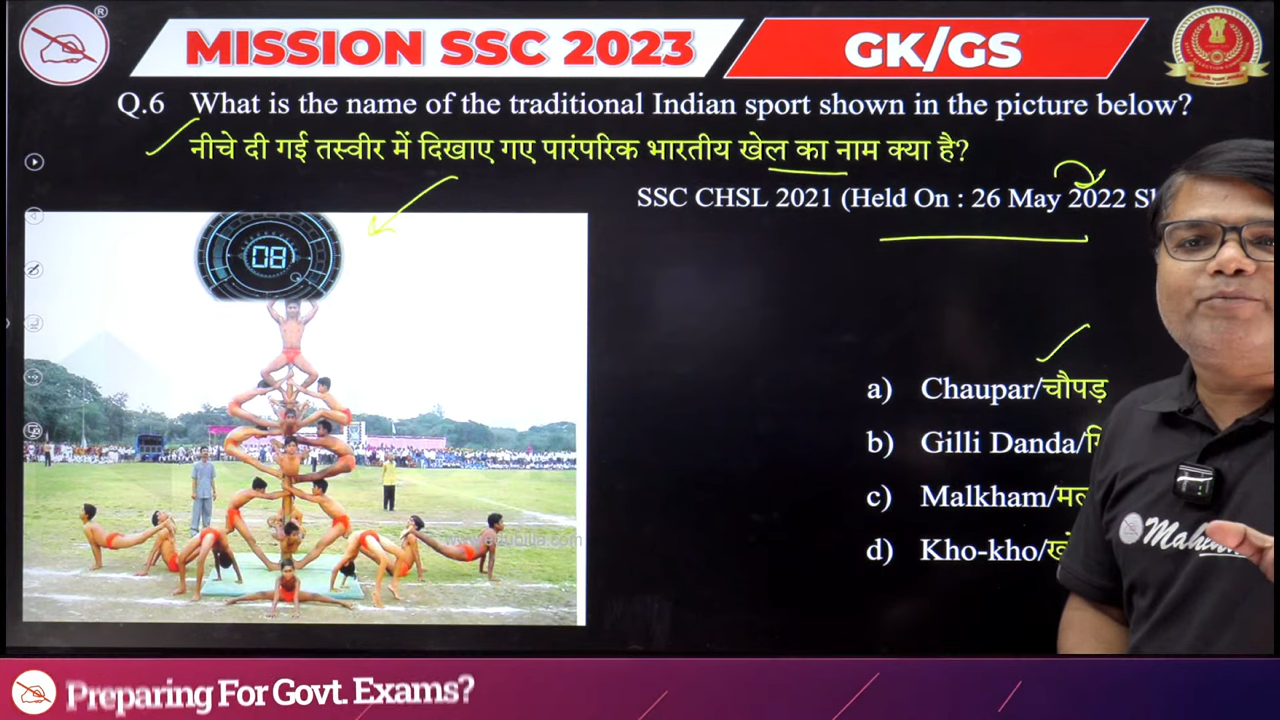 MISSION SSC 2023
GK/GS
Q.6 What is the name of the traditional Indian sport shown in the picture below?
नीचे दी गई तस्वीर में दिखाए गए पारंपरिक भारतीय खेल का नाम क्या है?
SSC CHSL 2021 (Held On : 26 May 2022
08
a) Chaupar/चौपड़
b) Gilli Danda/
c) Malkham/
d) Kho-kho/
Preparing For Govt. Exams?